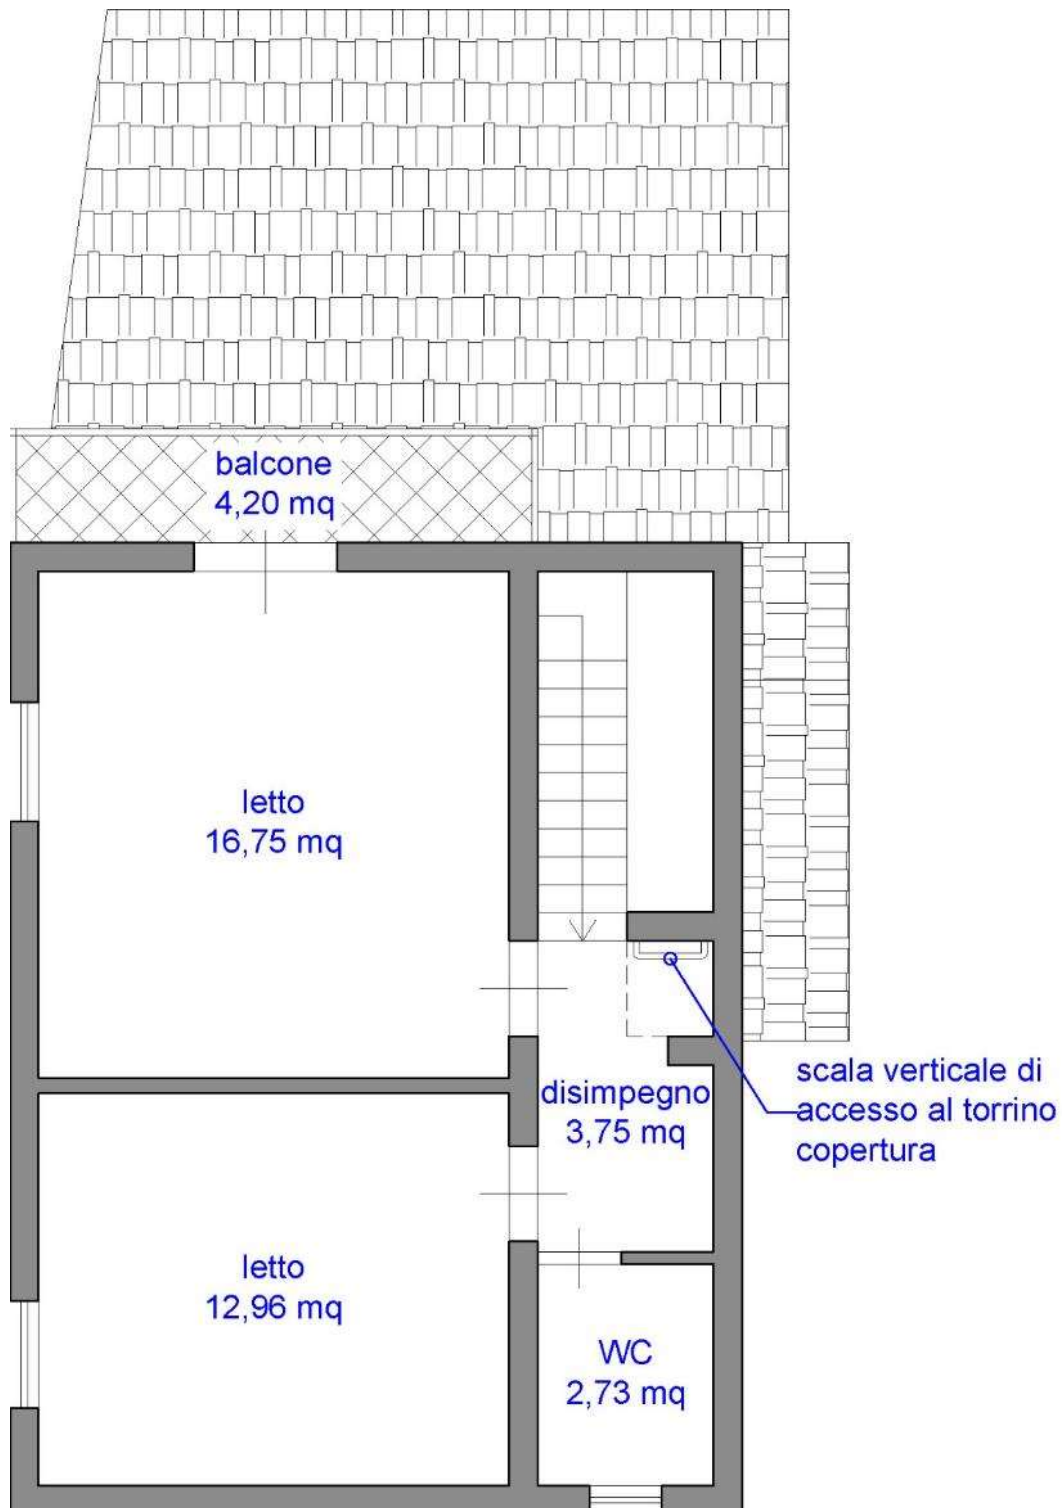 balcone
4,20 mq
letto
16,75 mq
disimpegno
3,75 mq
scala verticale di
accesso al torrino
copertura
letto
12,96 mq
WC
2,73 mq